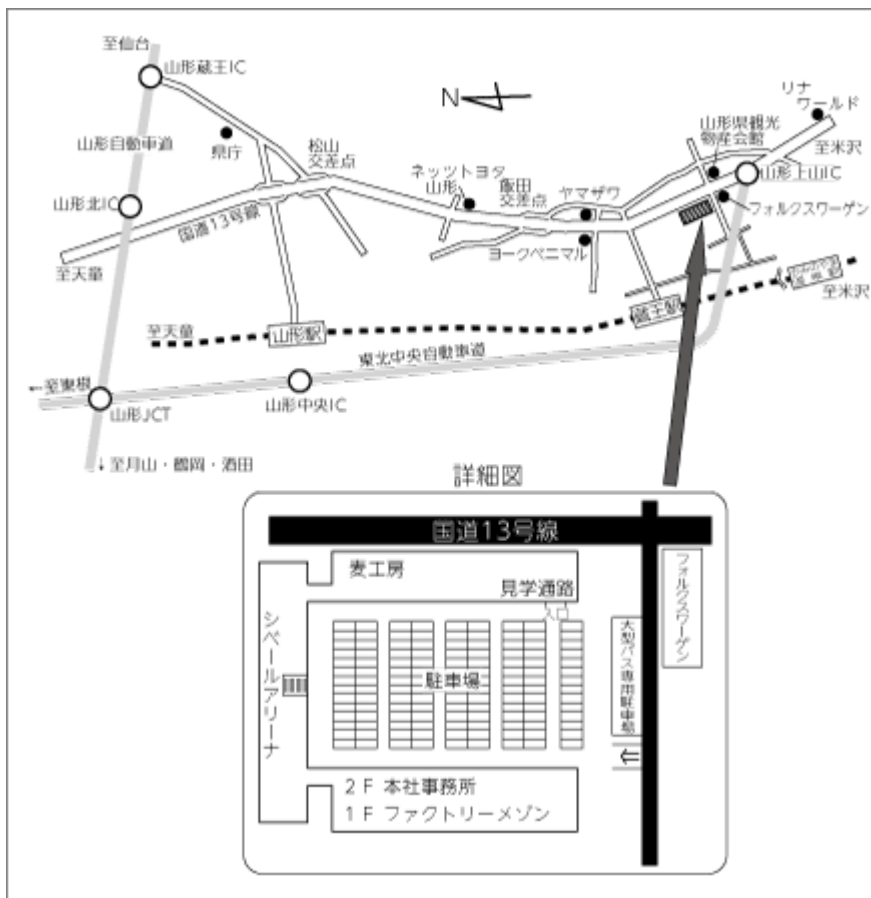 至仙台
山形蔵王IC
山形自動車道
県庁
松山
交差点
N
リナ
ワールド
山形県観光
物産会館
至米沢
山形上山IC
ネッツトヨタ
山形
飯田
交差点
ヤマザワ
フォルクスワーゲン
山形北IC
国道13号線
至天童
ヨークベニマル
至天童
山形駅
蔵王駅
至米沢
東北中央自動車道
←至東根
山形JCT
山形中央IC
↓至月山・鶴岡・酒田
詳細図
国道13号線
麦工房
見学通路
入口
フォルクスワーゲン
シベールアリーナ
駐車場
大型バス専用駐車場
2F 本社事務所
1F ファクトリーメゾン